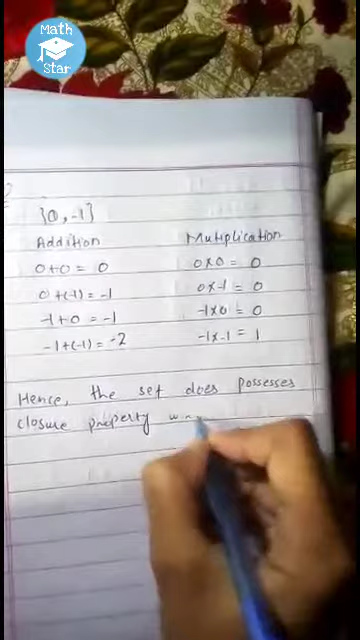 Math
Star
{0, -1}
Addition
Mutiplication
0+0 = 0
0×0 = 0
0+(-1) = -1
0×-1 = 0
-1+0 = -1
-1×0 = 0
-1+(-1) = -2
-1×-1 = 1
Hence, the set does possesses
closure property